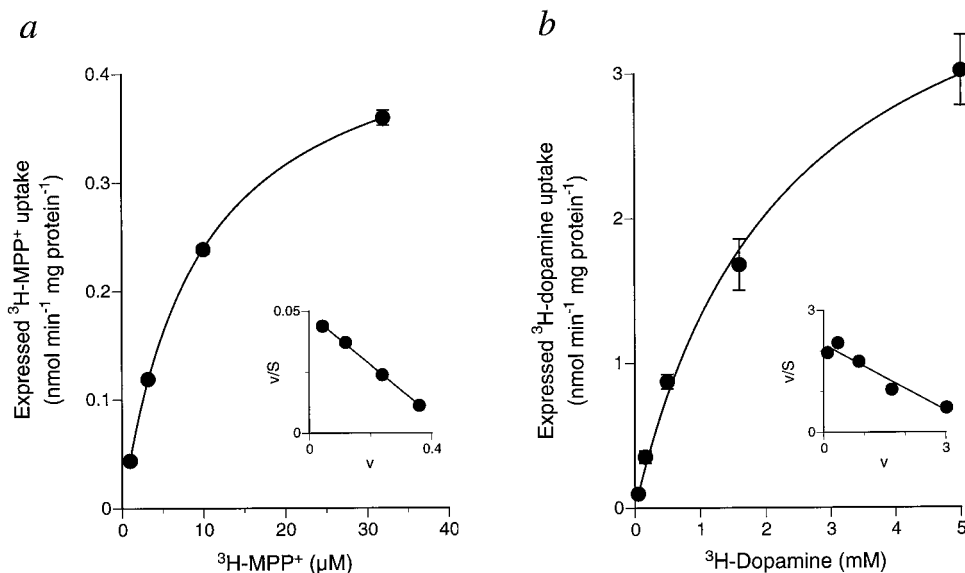 a
Expressed ³H-MPP⁺ uptake
(nmol min⁻¹ mg protein⁻¹)
0.4
0.3
0.2
0.1
0
0 10 20 30 40
³H-MPP⁺ (µM)
0.05
v/S
0
0 0.4
v
b
Expressed ³H-dopamine uptake
(nmol min⁻¹ mg protein⁻¹)
3
2
1
0
0 1 2 3 4 5
³H-Dopamine (mM)
3
v/S
0
0 3
v